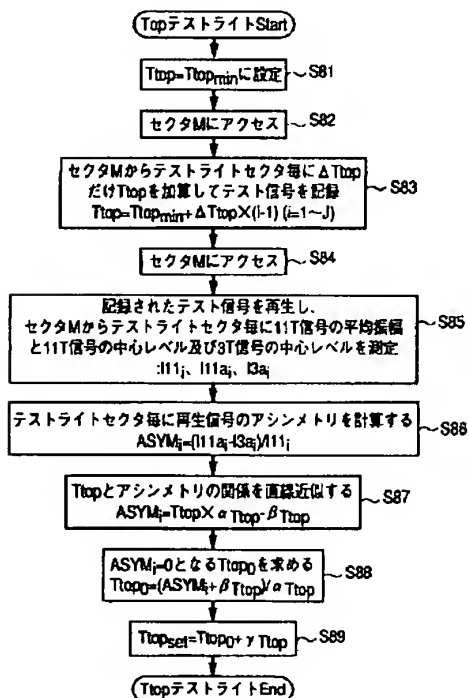 TtopテストライトStart
Ttop=Ttopminに設定
S81
セクタMにアクセス
S82
セクタMからテストライトセクタ毎にΔTtop
だけTtopを加算してテスト信号を記録
Ttop=Ttopmin+ΔTtop×(i-1) (i=1〜J)
S83
セクタMにアクセス
S84
記録されたテスト信号を再生し、
セクタMからテストライトセクタ毎に11T信号の平均振幅
と11T信号の中心レベル及び3T信号の中心レベルを測定
:I11i、I11ai、I3ai
S85
テストライトセクタ毎に再生信号のアシンメトリを計算する
ASYMi=(I11ai-I3ai)/I11i
S86
Ttopとアシンメトリの関係を直線近似する
ASYMi=Ttop×αTtop-βTtop
S87
ASYMi=0となるTtop0を求める
Ttop0=(ASYMi+βTtop)/αTtop
S88
Ttopset=Ttop0+γTtop
S89
TtopテストライトEnd